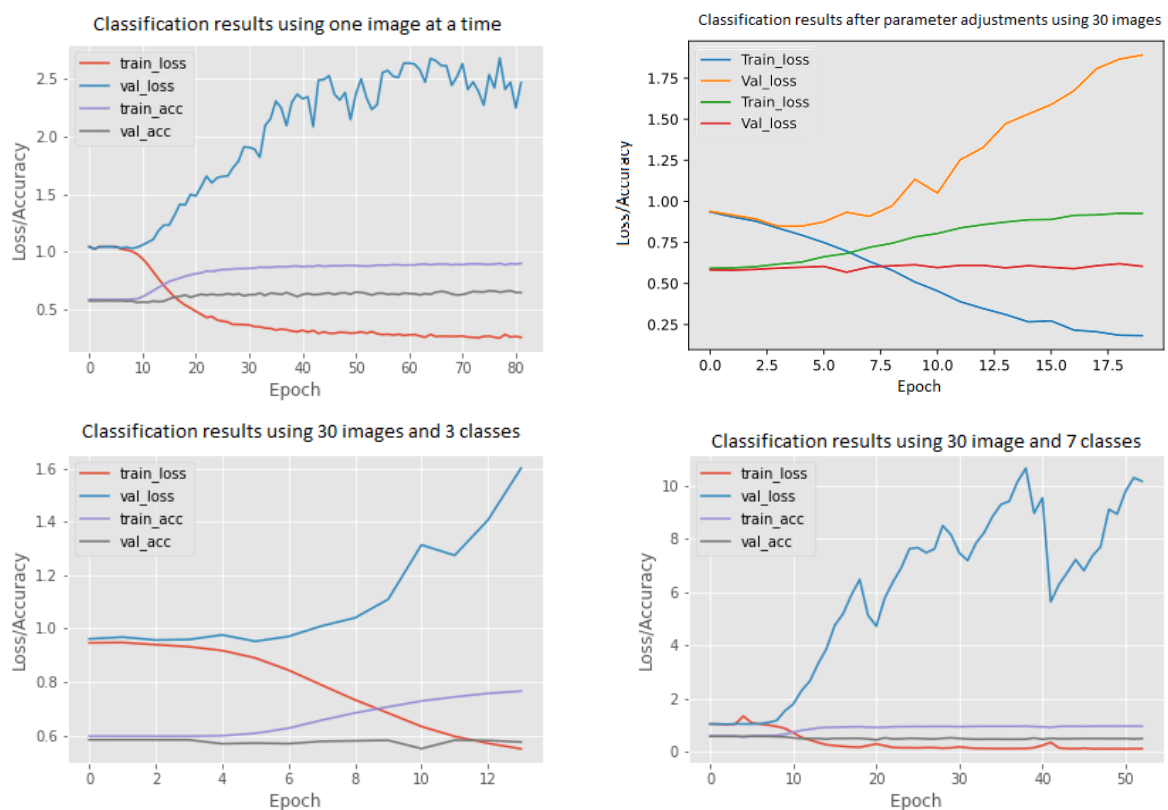 Classification results using one image at a time
train_loss
val_loss
train_acc
val_acc
2.5
2.0
1.5
1.0
0.5
Loss/Accuracy
0 10 20 30 40 50 60 70 80
Epoch
Classification results after parameter adjustments using 30 images
Train_loss
Val_loss
Train_loss
Val_loss
1.75
1.50
1.25
1.00
0.75
0.50
0.25
Loss/Accuracy
0.0 2.5 5.0 7.5 10.0 12.5 15.0 17.5
Epoch
Classification results using 30 images and 3 classes
train_loss
val_loss
train_acc
val_acc
1.6
1.4
1.2
1.0
0.8
0.6
Loss/Accuracy
0 2 4 6 8 10 12
Epoch
Classification results using 30 image and 7 classes
train_loss
val_loss
train_acc
val_acc
10
8
6
4
2
0
Loss/Accuracy
0 10 20 30 40 50
Epoch